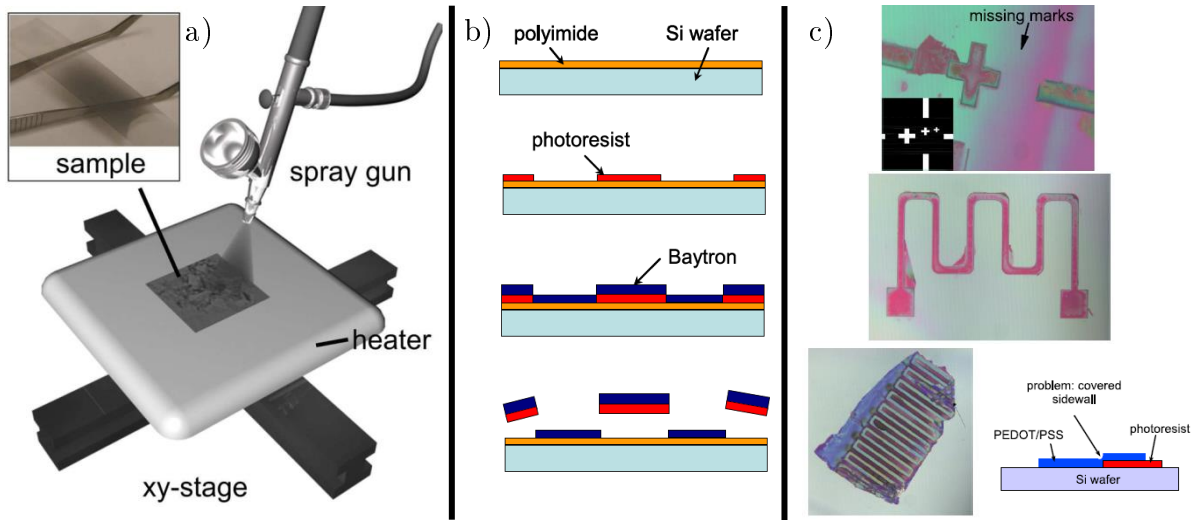 a)
sample
spray gun
heater
xy-stage
b)
polyimide
Si wafer
photoresist
Baytron
c)
missing marks
problem: covered
sidewall
PEDOT/PSS
photoresist
Si wafer